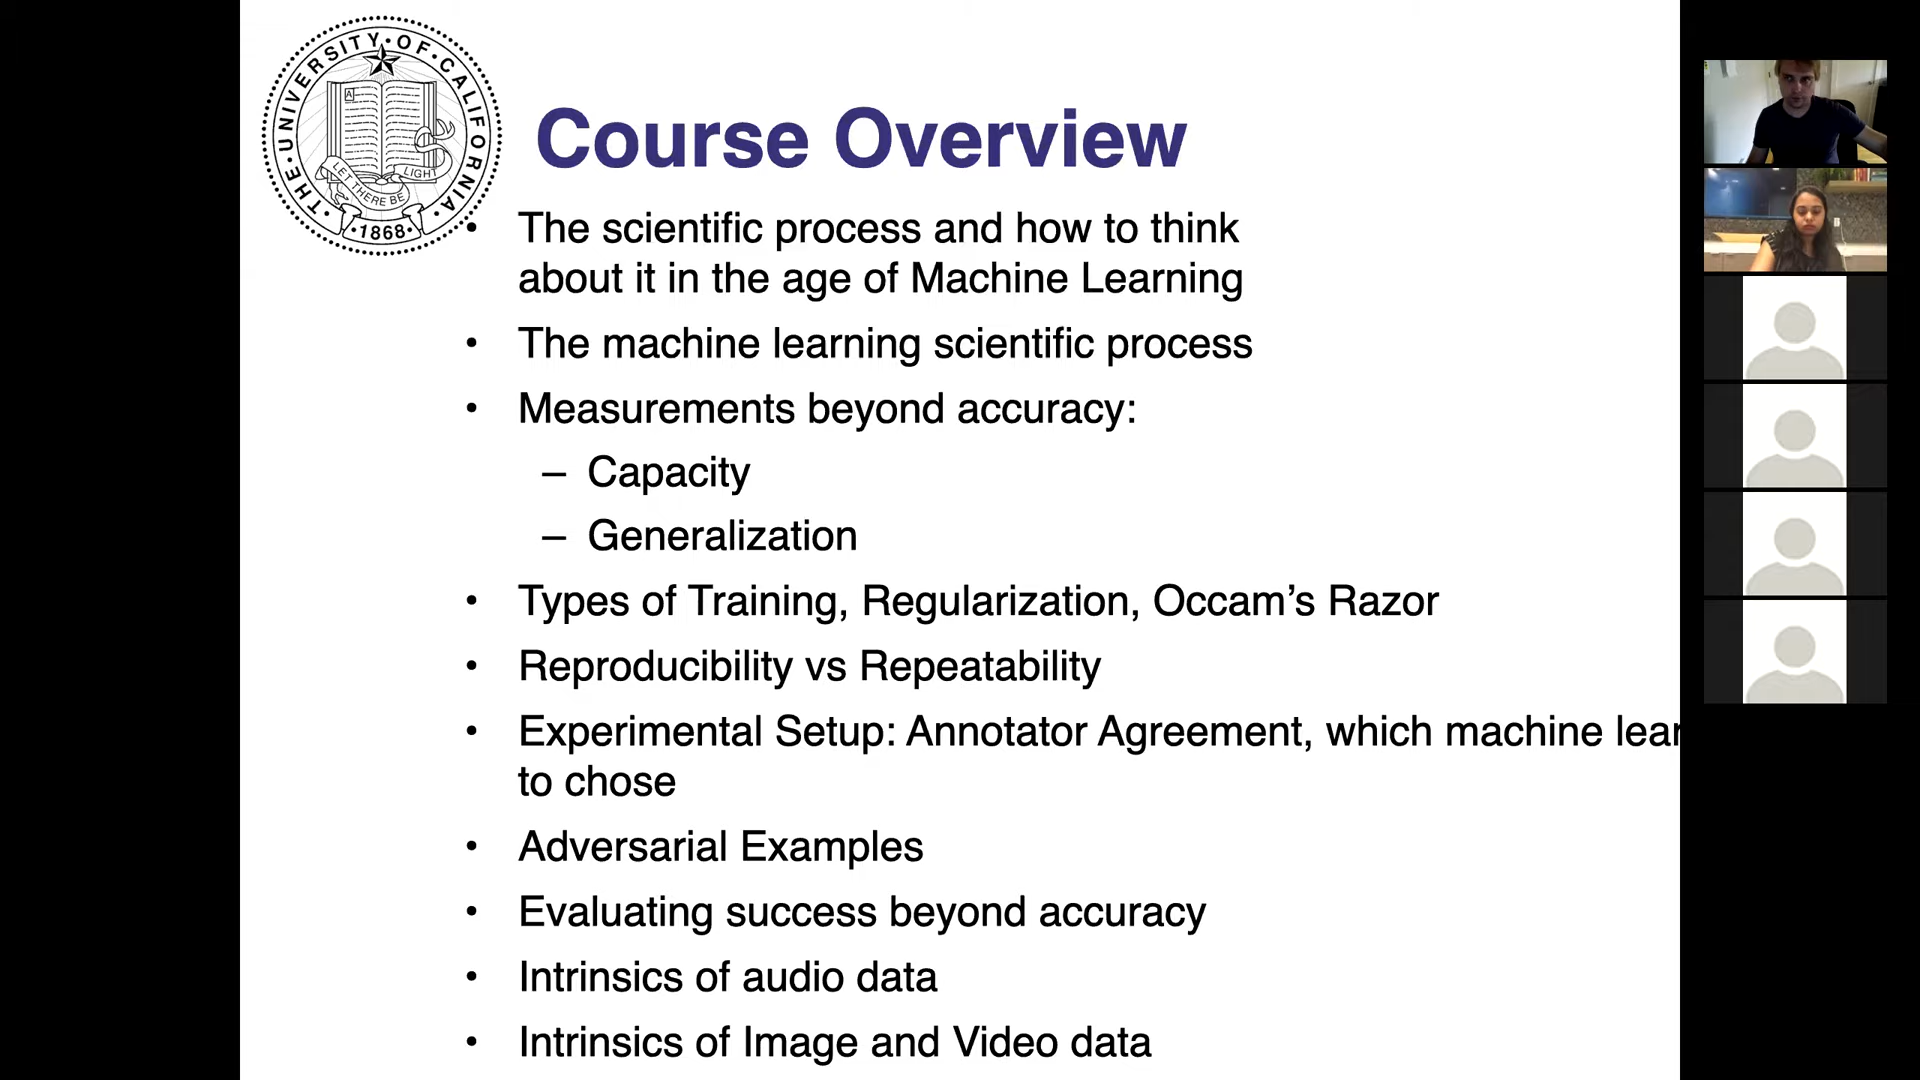 THE·UNIVERSITY·OF·CALIFORNIA·
A
LET THERE BE LIGHT
·1868·
Course Overview
• The scientific process and how to think
about it in the age of Machine Learning
• The machine learning scientific process
• Measurements beyond accuracy:
– Capacity
– Generalization
• Types of Training, Regularization, Occam’s Razor
• Reproducibility vs Repeatability
• Experimental Setup: Annotator Agreement, which machine lear
to chose
• Adversarial Examples
• Evaluating success beyond accuracy
• Intrinsics of audio data
• Intrinsics of Image and Video data